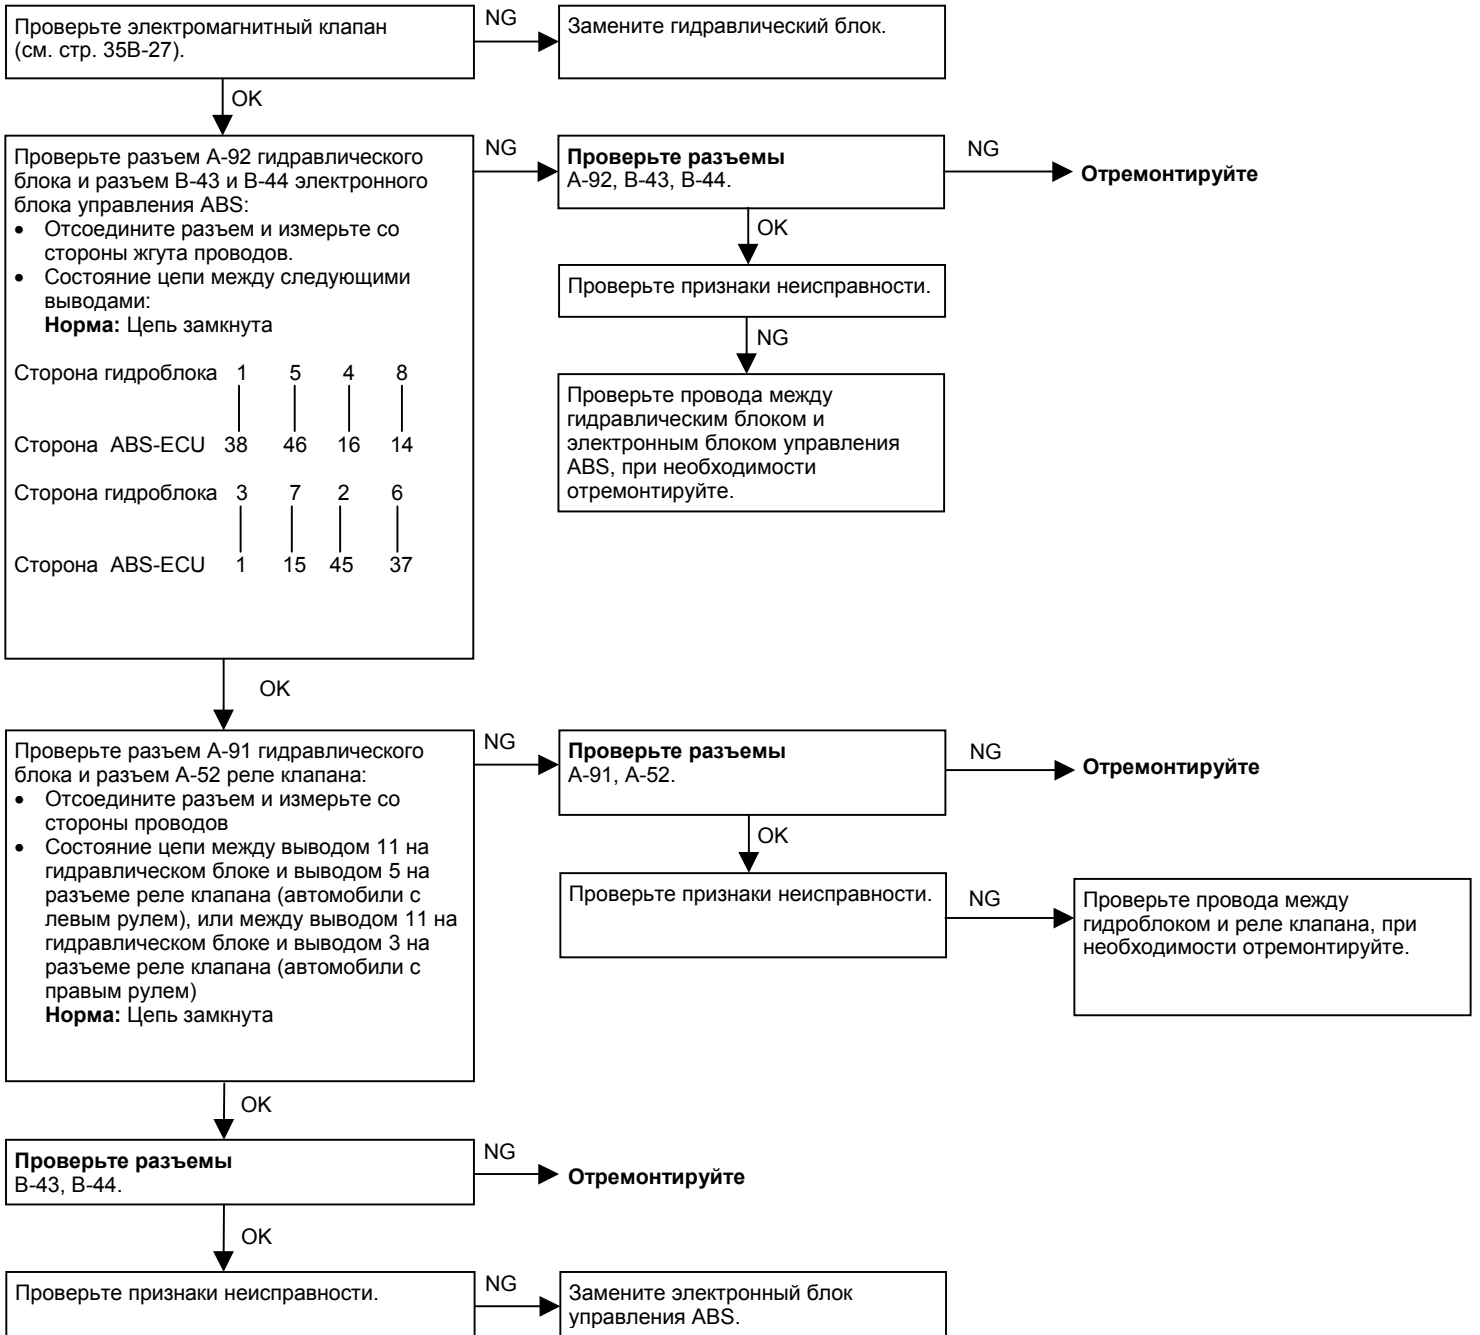 Проверьте электромагнитный клапан
(см. стр. 35В-27).
NG
Замените гидравлический блок.
OK
Проверьте разъем А-92 гидравлического
блока и разъем В-43 и В-44 электронного
блока управления ABS:
• Отсоедините разъем и измерьте со
стороны жгута проводов.
• Состояние цепи между следующими
выводами:
Норма: Цепь замкнута
Сторона гидроблока 1 5 4 8
Сторона ABS-ECU 38 46 16 14
Сторона гидроблока 3 7 2 6
Сторона ABS-ECU 1 15 45 37
NG
Проверьте разъемы
А-92, В-43, В-44.
NG
Отремонтируйте
OK
Проверьте признаки неисправности.
NG
Проверьте провода между
гидравлическим блоком и
электронным блоком управления
ABS, при необходимости
отремонтируйте.
OK
Проверьте разъем А-91 гидравлического
блока и разъем А-52 реле клапана:
• Отсоедините разъем и измерьте со
стороны проводов
• Состояние цепи между выводом 11 на
гидравлическом блоке и выводом 5 на
разъеме реле клапана (автомобили с
левым рулем), или между выводом 11 на
гидравлическом блоке и выводом 3 на
разъеме реле клапана (автомобили с
правым рулем)
Норма: Цепь замкнута
NG
Проверьте разъемы
А-91, А-52.
NG
Отремонтируйте
OK
Проверьте признаки неисправности.
NG
Проверьте провода между
гидроблоком и реле клапана, при
необходимости отремонтируйте.
OK
Проверьте разъемы
В-43, В-44.
NG
Отремонтируйте
OK
Проверьте признаки неисправности.
NG
Замените электронный блок
управления ABS.